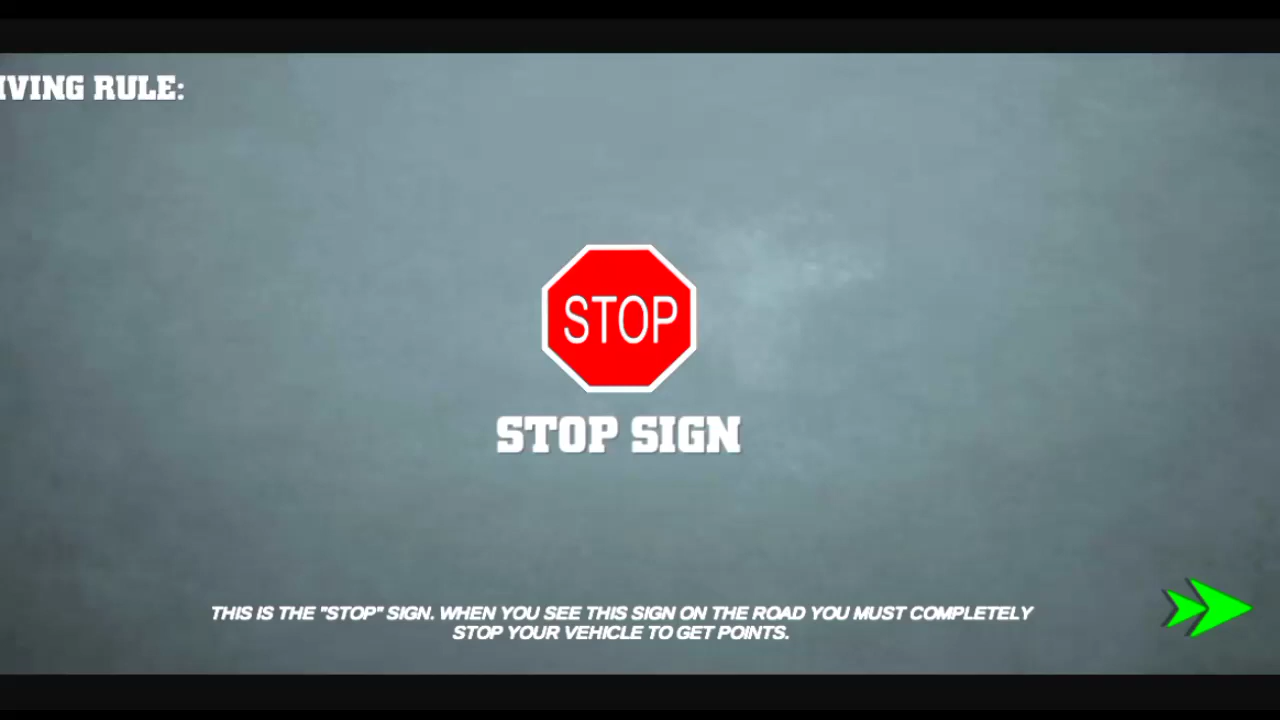 IVING RULE:
STOP
STOP SIGN
THIS IS THE "STOP" SIGN. WHEN YOU SEE THIS SIGN ON THE ROAD YOU MUST COMPLETELY
STOP YOUR VEHICLE TO GET POINTS.